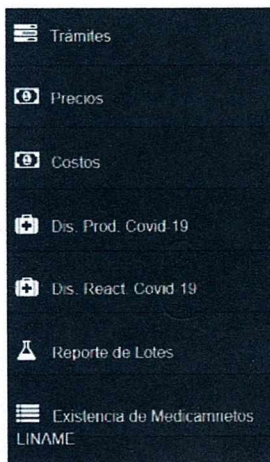 Trámites
Precios
Costos
Dis. Prod. Covid-19
Dis. React. Covid 19
Reporte de Lotes
Existencia de Medicamnetos
LINAME